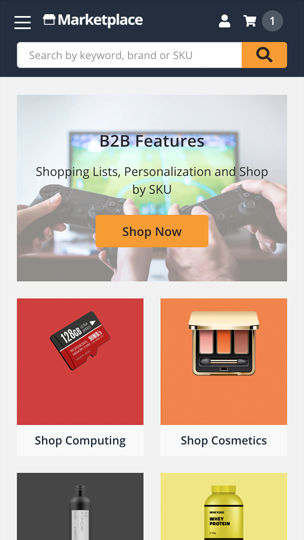 Marketplace
1
Search by keyword, brand or SKU
B2B Features
Shopping Lists, Personalization and Shop
by SKU
Shop Now
128GB
Shop Computing
Shop Cosmetics
WHEY
PROTEIN